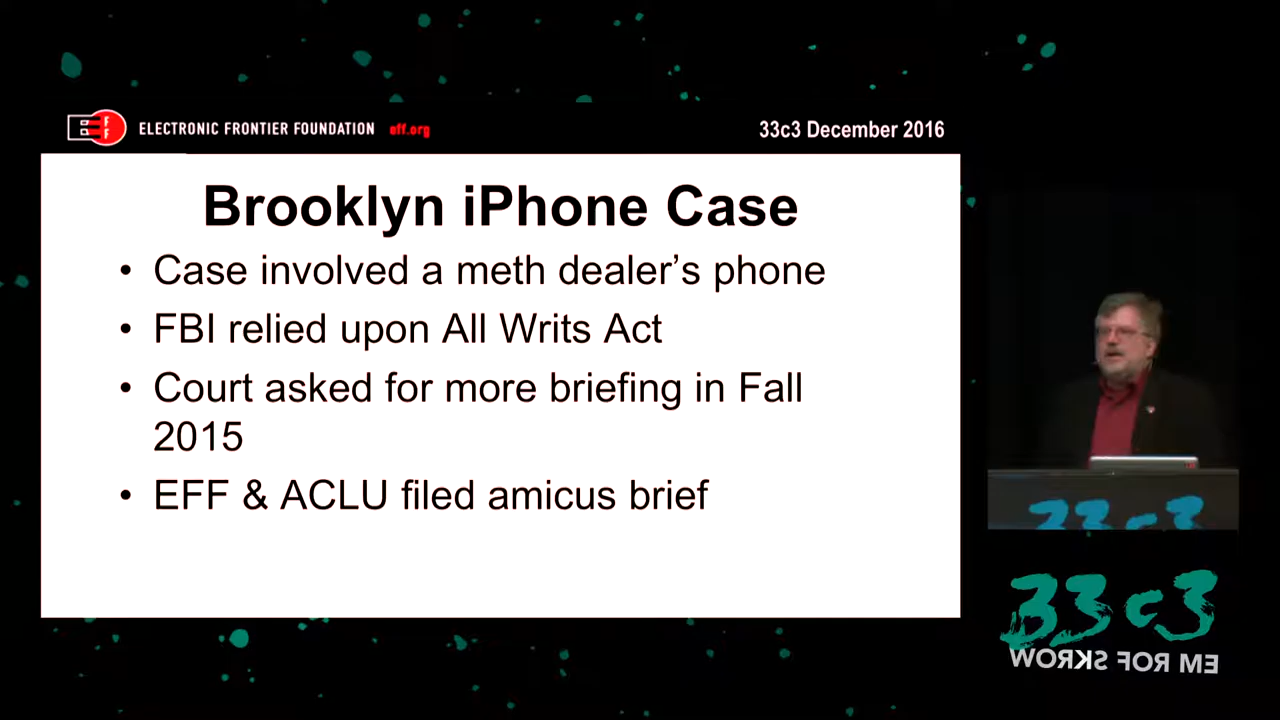 EFF
ELECTRONIC FRONTIER FOUNDATION eff.org
33c3 December 2016
Brooklyn iPhone Case
• Case involved a meth dealer’s phone
• FBI relied upon All Writs Act
• Court asked for more briefing in Fall
2015
• EFF & ACLU filed amicus brief
33c3
33c3
WORKS FOR ME